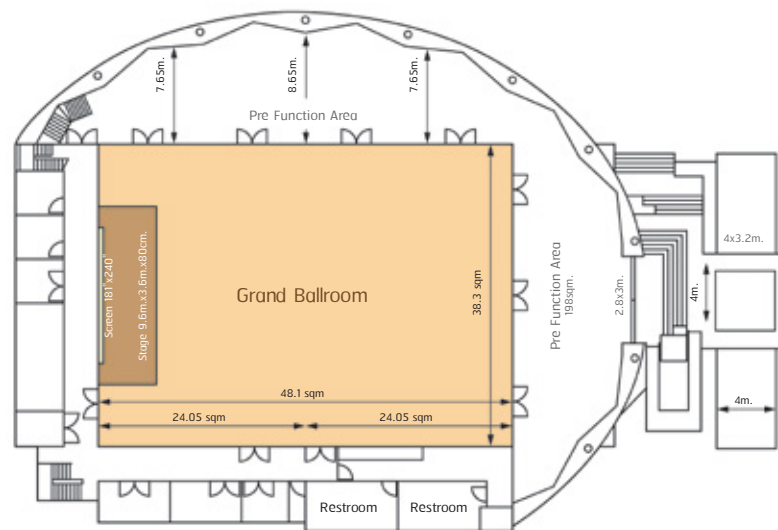 7.65m.
8.65m.
7.65m.
Pre Function Area
Screen 181"x240"
Stage 9.6m.x3.6m.x80cm.
Grand Ballroom
38.3 sqm
Pre Function Area
198sqm.
2.8x3m.
4m.
4x3.2m.
48.1 sqm
24.05 sqm
24.05 sqm
4m.
Restroom
Restroom